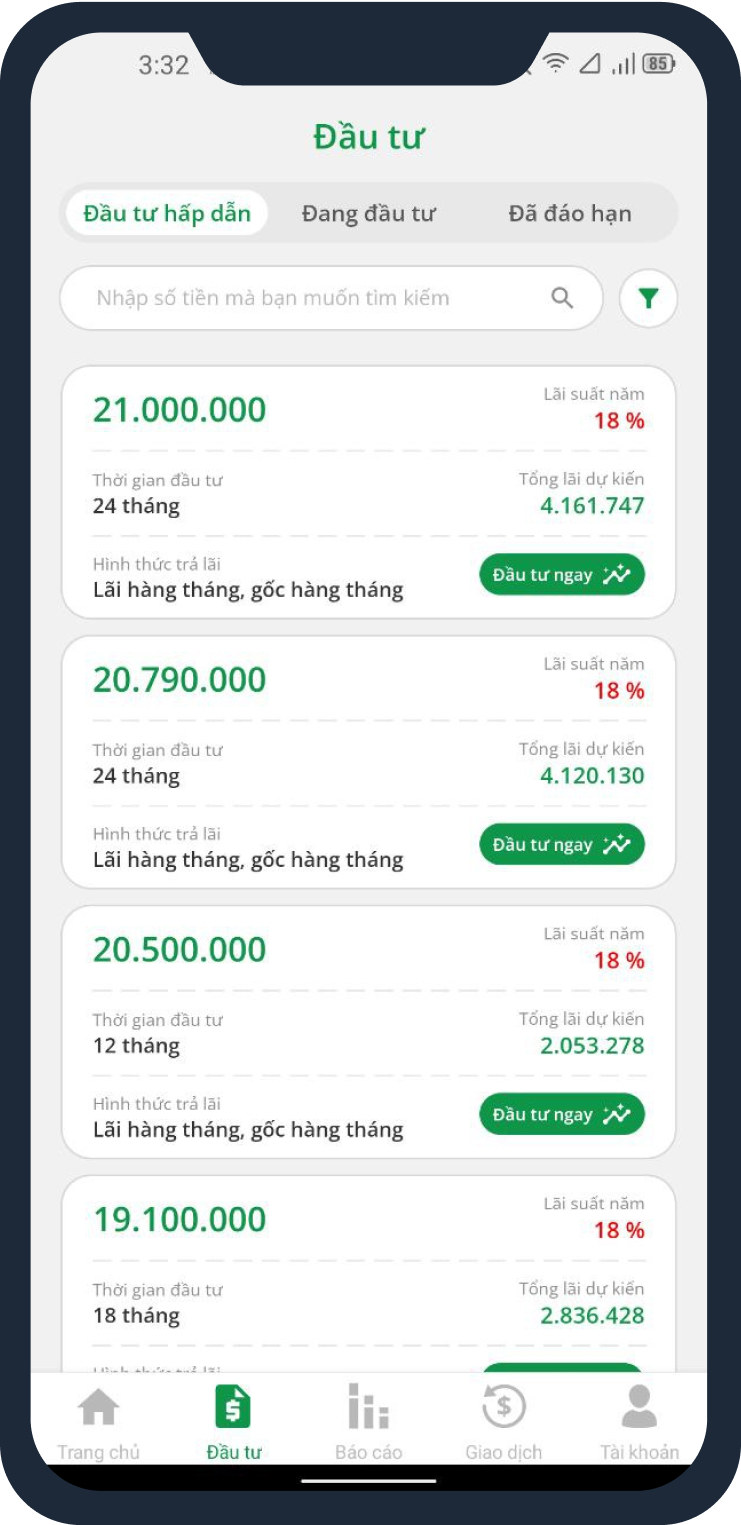 3:32
85
Đầu tư
Đầu tư hấp dẫn Đang đầu tư Đã đáo hạn
Nhập số tiền mà bạn muốn tìm kiếm
21.000.000
Lãi suất năm
18 %
Thời gian đầu tư
24 tháng
Tổng lãi dự kiến
4.161.747
Hình thức trả lãi
Lãi hàng tháng, gốc hàng tháng
Đầu tư ngay
20.790.000
Lãi suất năm
18 %
Thời gian đầu tư
24 tháng
Tổng lãi dự kiến
4.120.130
Hình thức trả lãi
Lãi hàng tháng, gốc hàng tháng
Đầu tư ngay
20.500.000
Lãi suất năm
18 %
Thời gian đầu tư
12 tháng
Tổng lãi dự kiến
2.053.278
Hình thức trả lãi
Lãi hàng tháng, gốc hàng tháng
Đầu tư ngay
19.100.000
Lãi suất năm
18 %
Thời gian đầu tư
18 tháng
Tổng lãi dự kiến
2.836.428
Trang chủ Đầu tư Báo cáo Giao dịch Tài khoản